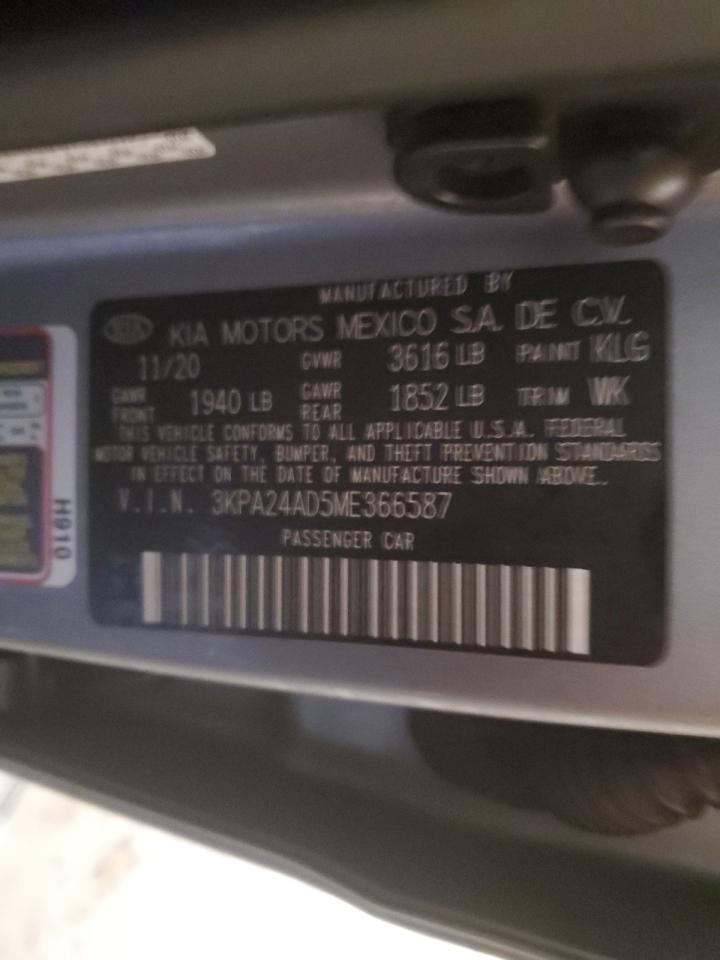 MANUFACTURED BY
KIA KIA MOTORS MEXICO S.A. DE C.V.
11/20 GVWR 3616 LB PAINT KLG
GAWR FRONT 1940 LB GAWR REAR 1852 LB TRIM WK
THIS VEHICLE CONFORMS TO ALL APPLICABLE U.S.A. FEDERAL
MOTOR VEHICLE SAFETY, BUMPER, AND THEFT PREVENTION STANDARDS
IN EFFECT ON THE DATE OF MANUFACTURE SHOWN ABOVE.
V.I.N. 3KPA24AD5ME366587
PASSENGER CAR
H910